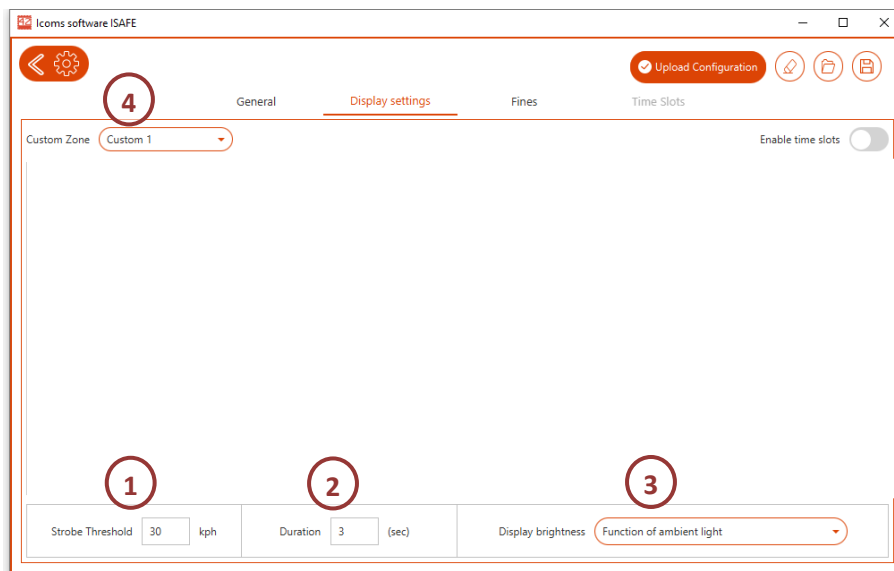 Icoms software ISAFE
Upload Configuration
4
General Display settings Fines Time Slots
Custom Zone Custom 1 Enable time slots
1 2 3
Strobe Threshold 30 kph Duration 3 (sec) Display brightness Function of ambient light